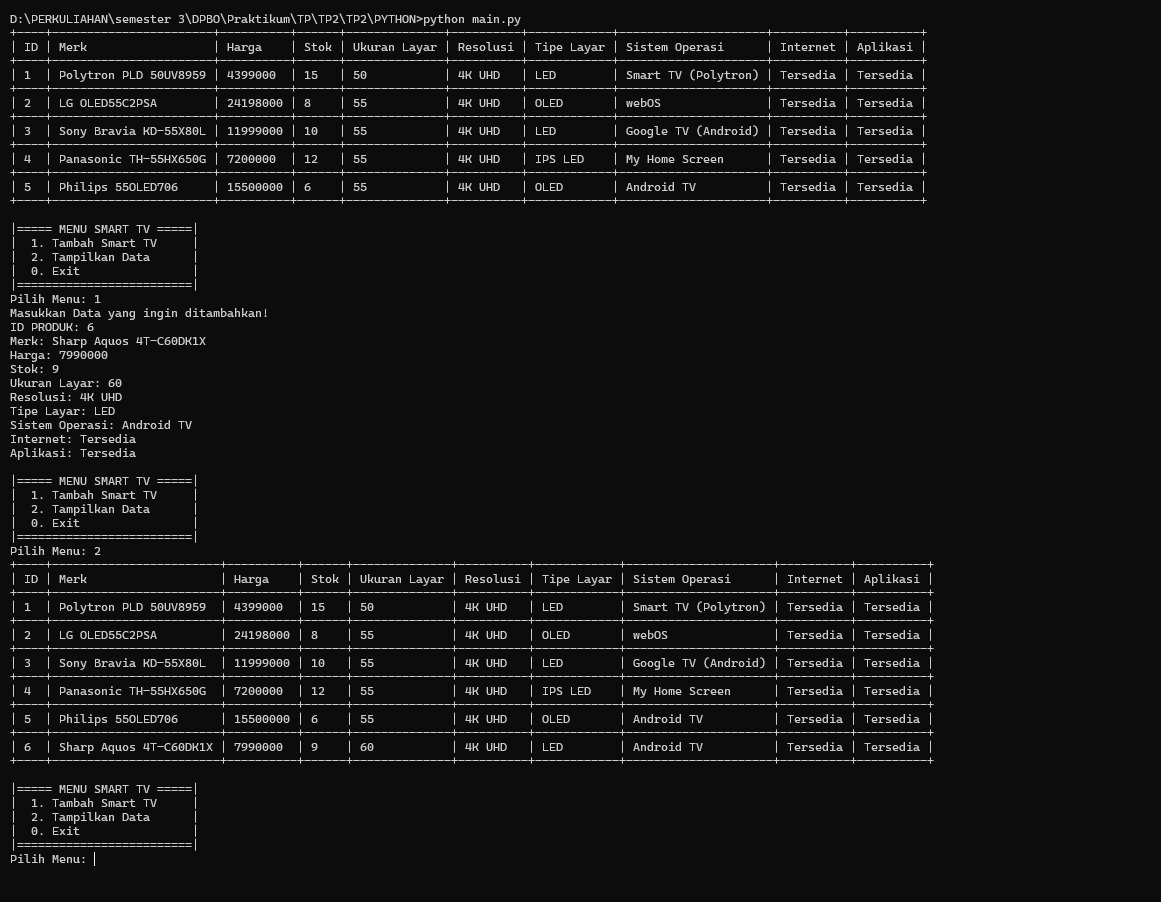 D:\PERKULIAHAN\semester 3\DPBO\Praktikum\TP\TP2\TP2\PYTHON>python main.py
| ID | Merk | Harga | Stok | Ukuran Layar | Resolusi | Tipe Layar | Sistem Operasi | Internet | Aplikasi |
| 1 | Polytron PLD 50UV8959 | 4399000 | 15 | 50 | 4K UHD | LED | Smart TV (Polytron) | Tersedia | Tersedia |
| 2 | LG OLED55C2PSA | 24198000 | 8 | 55 | 4K UHD | OLED | webOS | Tersedia | Tersedia |
| 3 | Sony Bravia KD-55X80L | 11999000 | 10 | 55 | 4K UHD | LED | Google TV (Android) | Tersedia | Tersedia |
| 4 | Panasonic TH-55HX650G | 7200000 | 12 | 55 | 4K UHD | IPS LED | My Home Screen | Tersedia | Tersedia |
| 5 | Philips 55OLED706 | 15500000 | 6 | 55 | 4K UHD | OLED | Android TV | Tersedia | Tersedia |
|===== MENU SMART TV =====|
| 1. Tambah Smart TV |
| 2. Tampilkan Data |
| 0. Exit |
|=========================|
Pilih Menu: 1
Masukkan Data yang ingin ditambahkan!
ID PRODUK: 6
Merk: Sharp Aquos 4T-C60DK1X
Harga: 7990000
Stok: 9
Ukuran Layar: 60
Resolusi: 4K UHD
Tipe Layar: LED
Sistem Operasi: Android TV
Internet: Tersedia
Aplikasi: Tersedia
|===== MENU SMART TV =====|
| 1. Tambah Smart TV |
| 2. Tampilkan Data |
| 0. Exit |
|=========================|
Pilih Menu: 2
| ID | Merk | Harga | Stok | Ukuran Layar | Resolusi | Tipe Layar | Sistem Operasi | Internet | Aplikasi |
| 1 | Polytron PLD 50UV8959 | 4399000 | 15 | 50 | 4K UHD | LED | Smart TV (Polytron) | Tersedia | Tersedia |
| 2 | LG OLED55C2PSA | 24198000 | 8 | 55 | 4K UHD | OLED | webOS | Tersedia | Tersedia |
| 3 | Sony Bravia KD-55X80L | 11999000 | 10 | 55 | 4K UHD | LED | Google TV (Android) | Tersedia | Tersedia |
| 4 | Panasonic TH-55HX650G | 7200000 | 12 | 55 | 4K UHD | IPS LED | My Home Screen | Tersedia | Tersedia |
| 5 | Philips 55OLED706 | 15500000 | 6 | 55 | 4K UHD | OLED | Android TV | Tersedia | Tersedia |
| 6 | Sharp Aquos 4T-C60DK1X | 7990000 | 9 | 60 | 4K UHD | LED | Android TV | Tersedia | Tersedia |
|===== MENU SMART TV =====|
| 1. Tambah Smart TV |
| 2. Tampilkan Data |
| 0. Exit |
|=========================|
Pilih Menu: